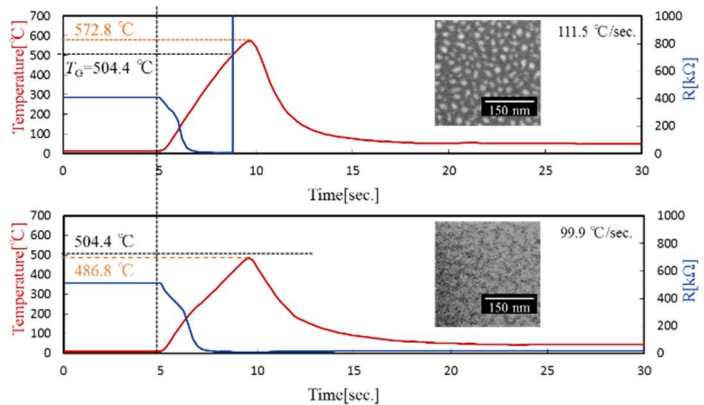 700
600
500
400
300
200
100
0
Temperature[℃]
572.8 ℃
T_G=504.4 ℃
111.5 ℃/sec.
150 nm
1000
800
600
400
200
0
R[kΩ]
0 5 10 15 20 25 30
Time[sec.]
700
600
500
400
300
200
100
0
Temperature[℃]
504.4 ℃
486.8 ℃
99.9 ℃/sec.
150 nm
1000
800
600
400
200
0
R[kΩ]
0 5 10 15 20 25 30
Time[sec.]